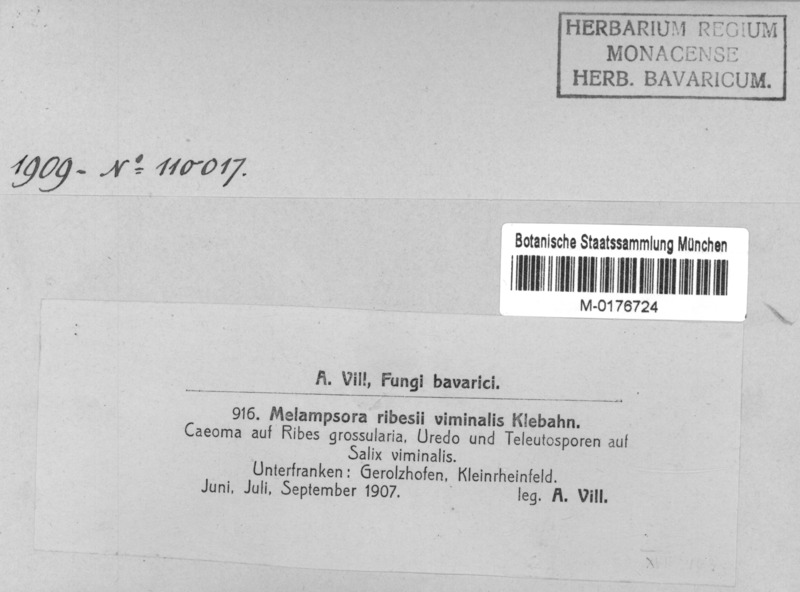 HERBARIUM REGIUM
MONACENSE
HERB. BAVARICUM.
1909 - Nº 110017.
Botanische Staatssammlung München
M-0176724
A. Vill, Fungi bavarici.
916. Melampsora ribesii viminalis Klebahn.
Caeoma auf Ribes grossularia, Uredo und Teleutosporen auf
Salix viminalis.
Unterfranken: Gerolzhofen, Kleinrheinfeld.
Juni, Juli, September 1907. leg. A. Vill.